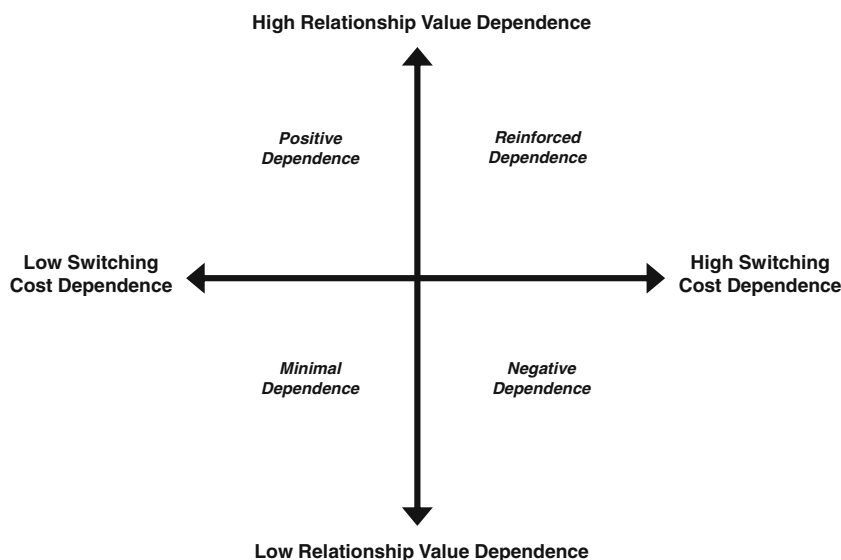 High Relationship Value Dependence
Positive
Dependence
Reinforced
Dependence
Low Switching
Cost Dependence
High Switching
Cost Dependence
Minimal
Dependence
Negative
Dependence
Low Relationship Value Dependence